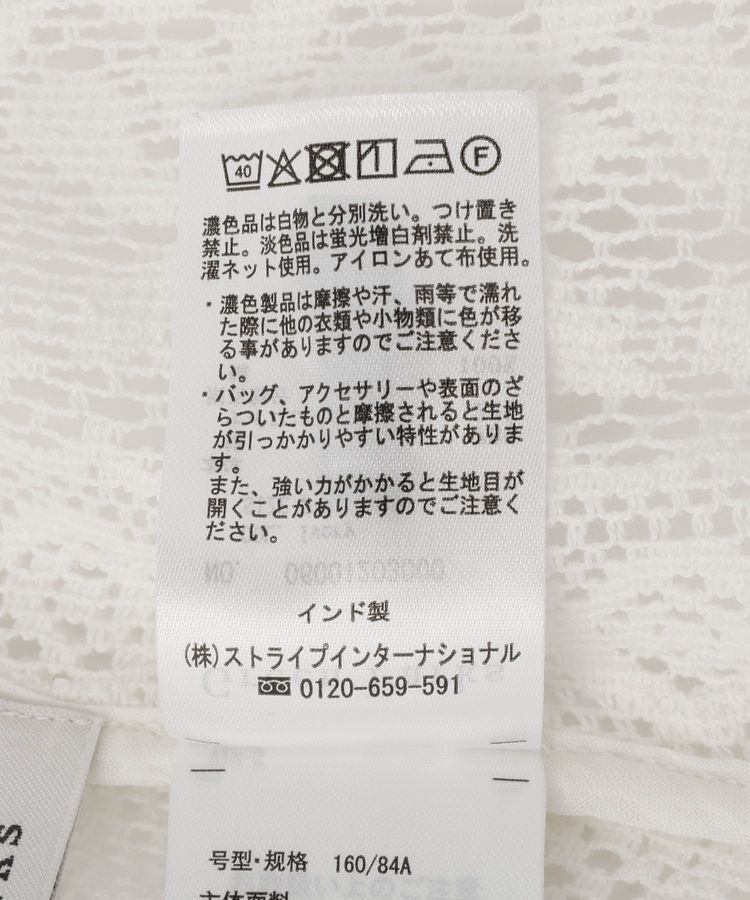 40
F
濃色品は白物と分別洗い。つけ置き
禁止。淡色品は蛍光増白剤禁止。洗
濯ネット使用。アイロンあて布使用。
・濃色製品は摩擦や汗、雨等で濡れ
た際に他の衣類や小物類に色が移
る事がありますのでご注意くださ
い。
・バッグ、アクセサリーや表面のざ
らついたものと摩擦されると生地
が引っかかりやすい特性がありま
す。
また、強い力がかかると生地目が
開くことがありますのでご注意く
ださい。
インド製
(株)ストライプインターナショナル
0120-659-591
号型·规格 160/84A
主体面料